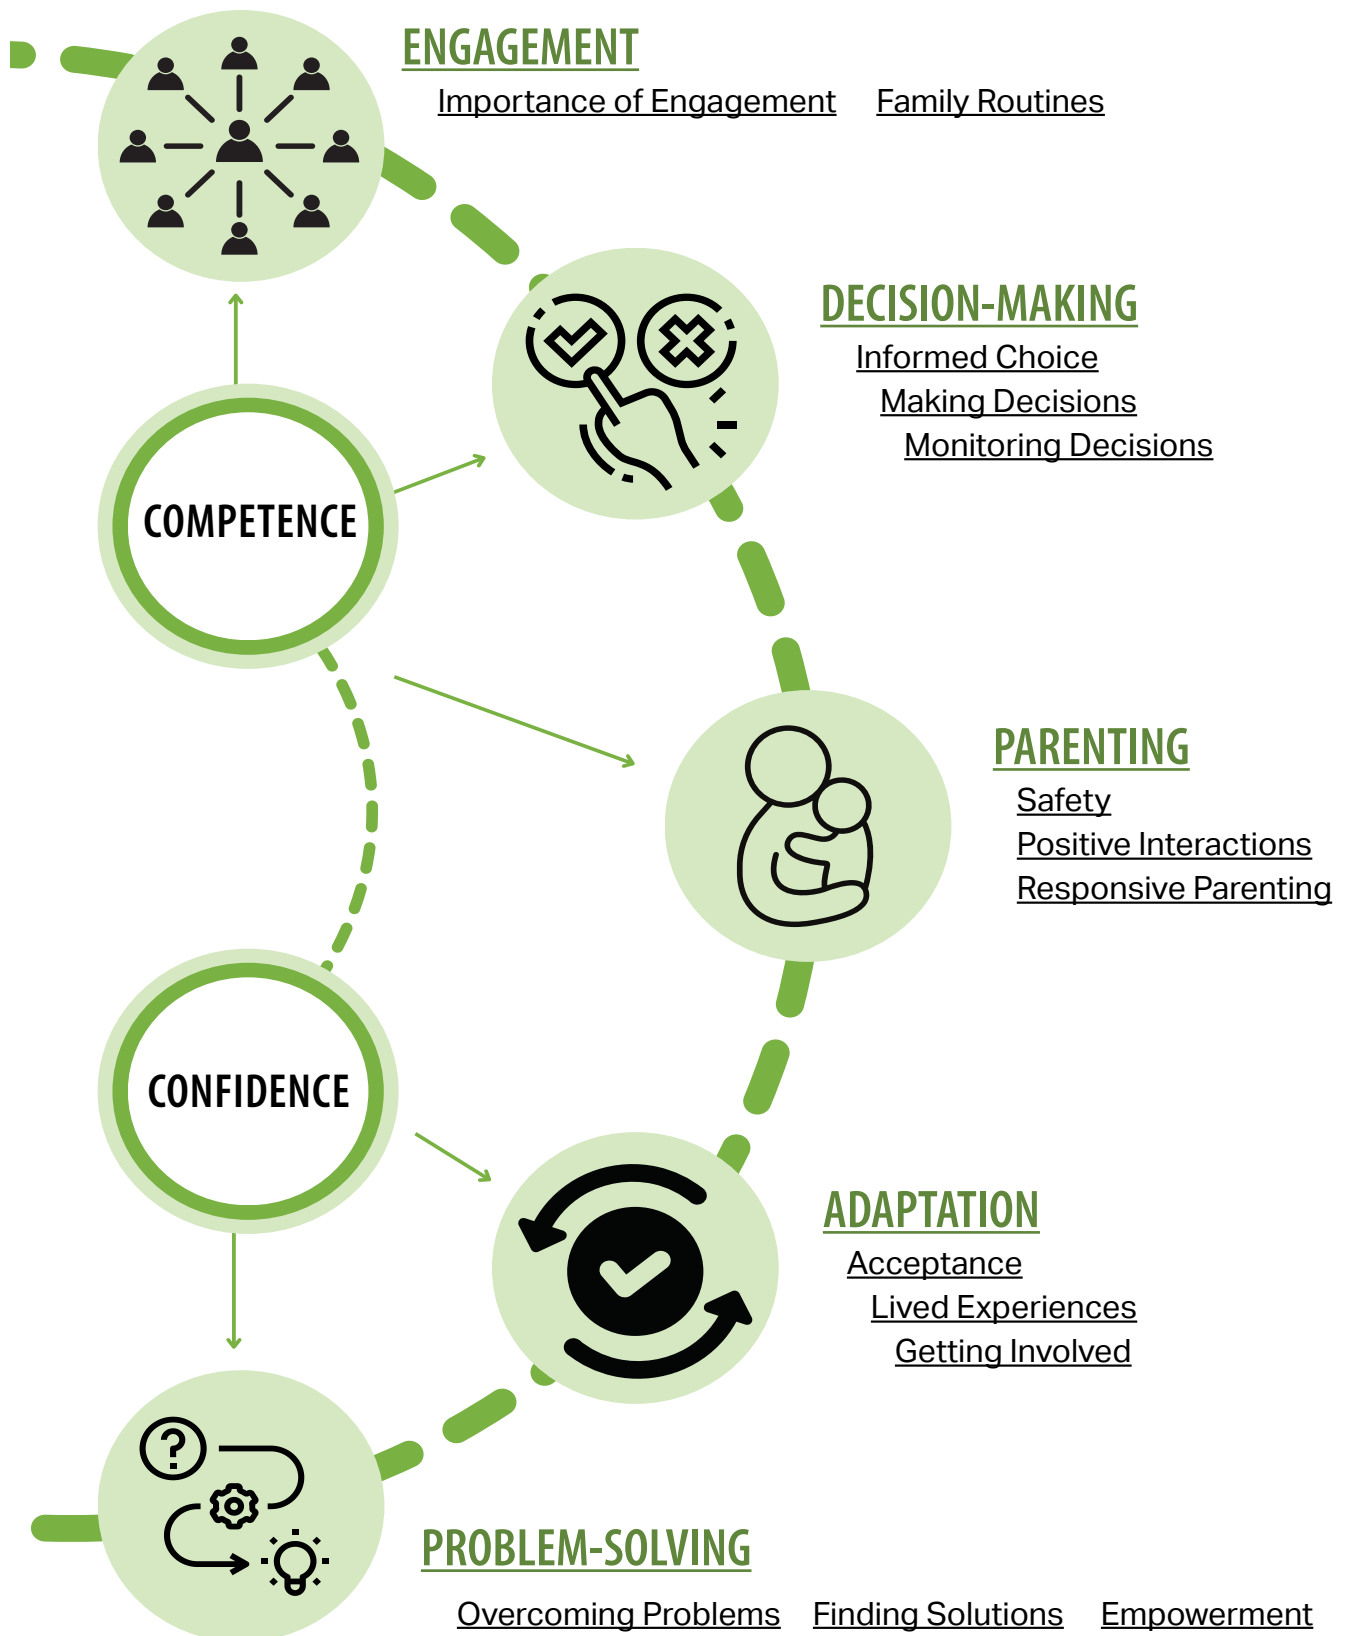 ENGAGEMENT
Importance of Engagement Family Routines
DECISION-MAKING
Informed Choice
Making Decisions
Monitoring Decisions
COMPETENCE
PARENTING
Safety
Positive Interactions
Responsive Parenting
CONFIDENCE
ADAPTATION
Acceptance
Lived Experiences
Getting Involved
?
PROBLEM-SOLVING
Overcoming Problems Finding Solutions Empowerment